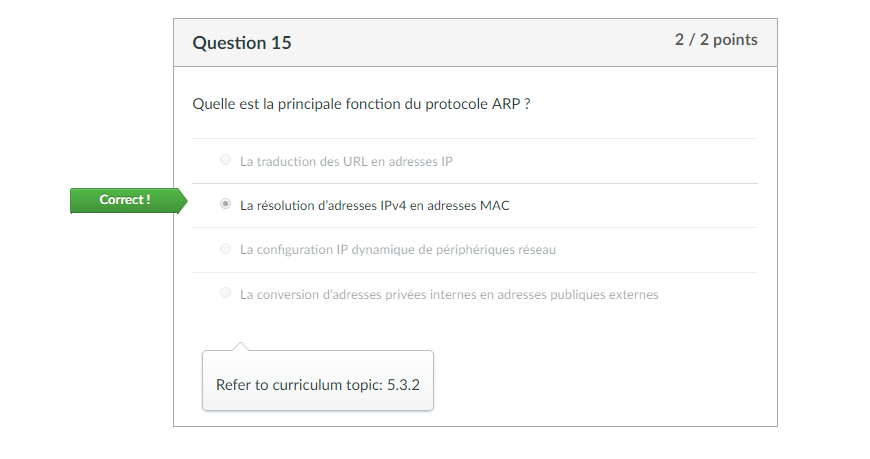 Question 15
2 / 2 points
Quelle est la principale fonction du protocole ARP ?
La traduction des URL en adresses IP
Correct !
La résolution d'adresses IPv4 en adresses MAC
La configuration IP dynamique de périphériques réseau
La conversion d'adresses privées internes en adresses publiques externes
Refer to curriculum topic: 5.3.2